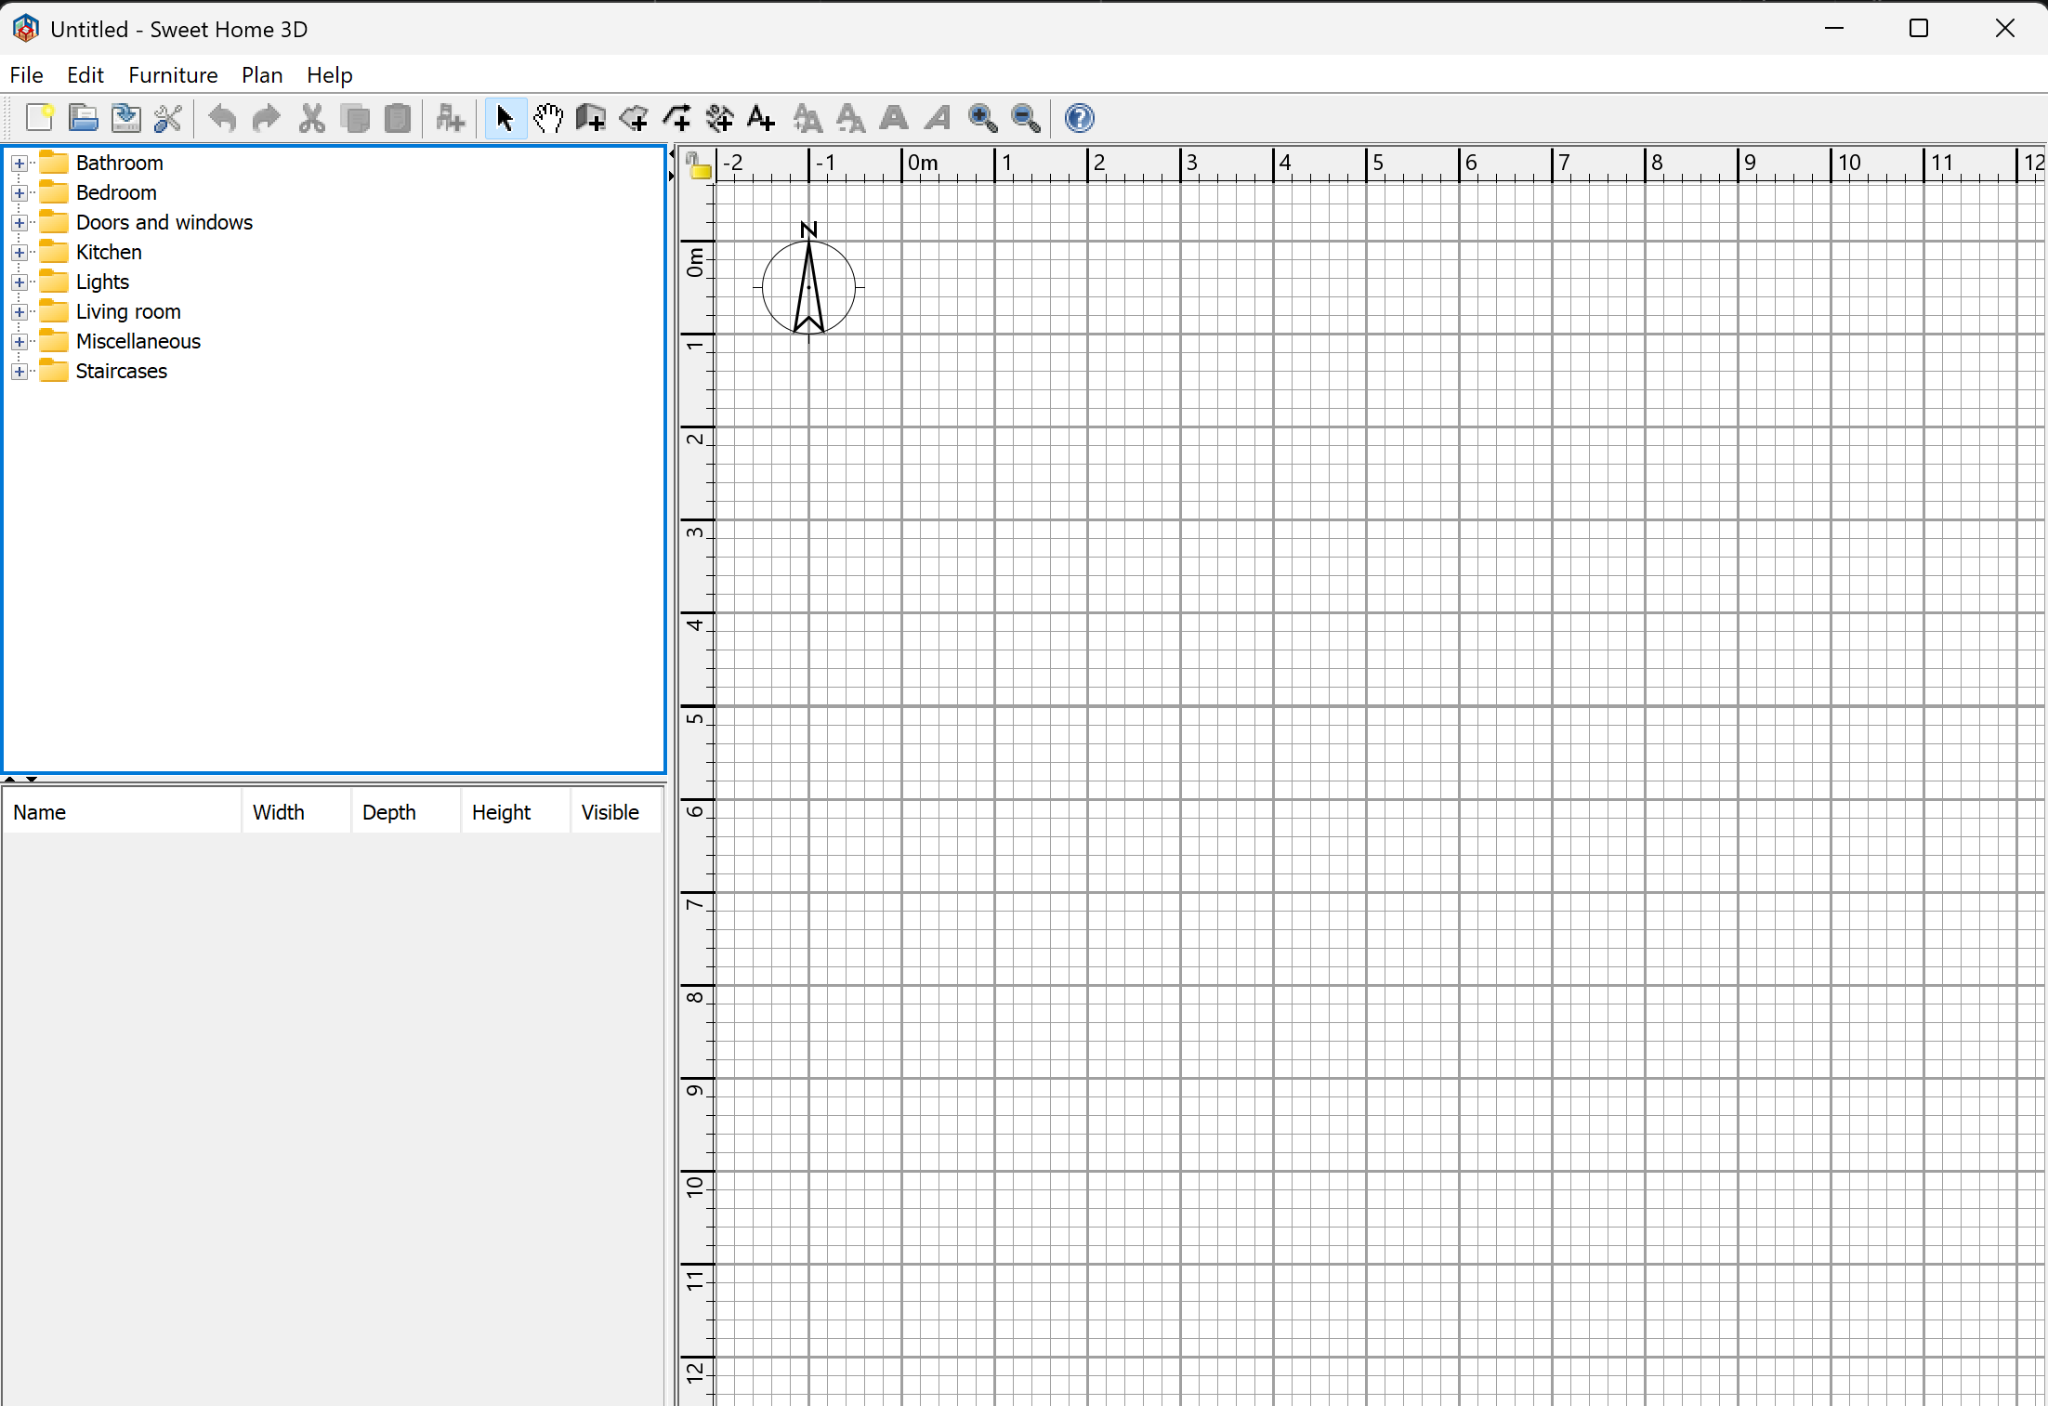 Untitled - Sweet Home 3D
File Edit Furniture Plan Help
Bathroom
Bedroom
Doors and windows
Kitchen
Lights
Living room
Miscellaneous
Staircases
Name Width Depth Height Visible
-2 -1 0m 1 2 3 4 5 6 7 8 9 10 11 12
N
0m
1
2
3
4
5
6
7
8
9
10
11
12